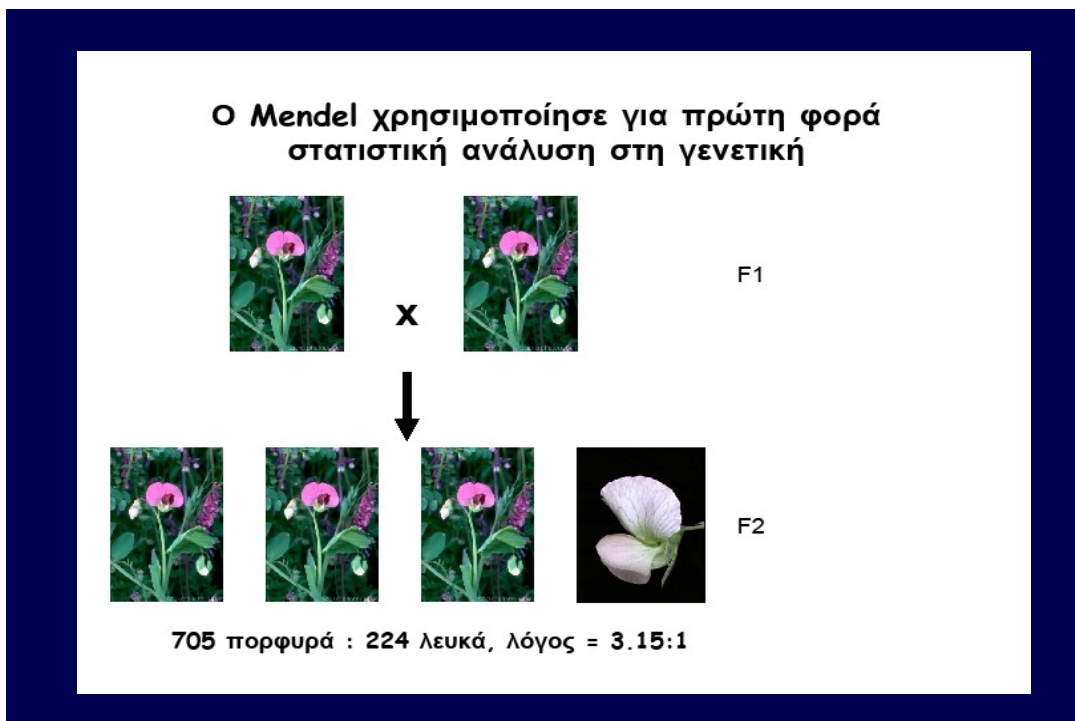 Ο Mendel χρησιμοποίησε για πρώτη φορά
στατιστική ανάλυση στη γενετική
F1
x
F2
705 πορφυρά : 224 λευκά, λόγος = 3.15:1